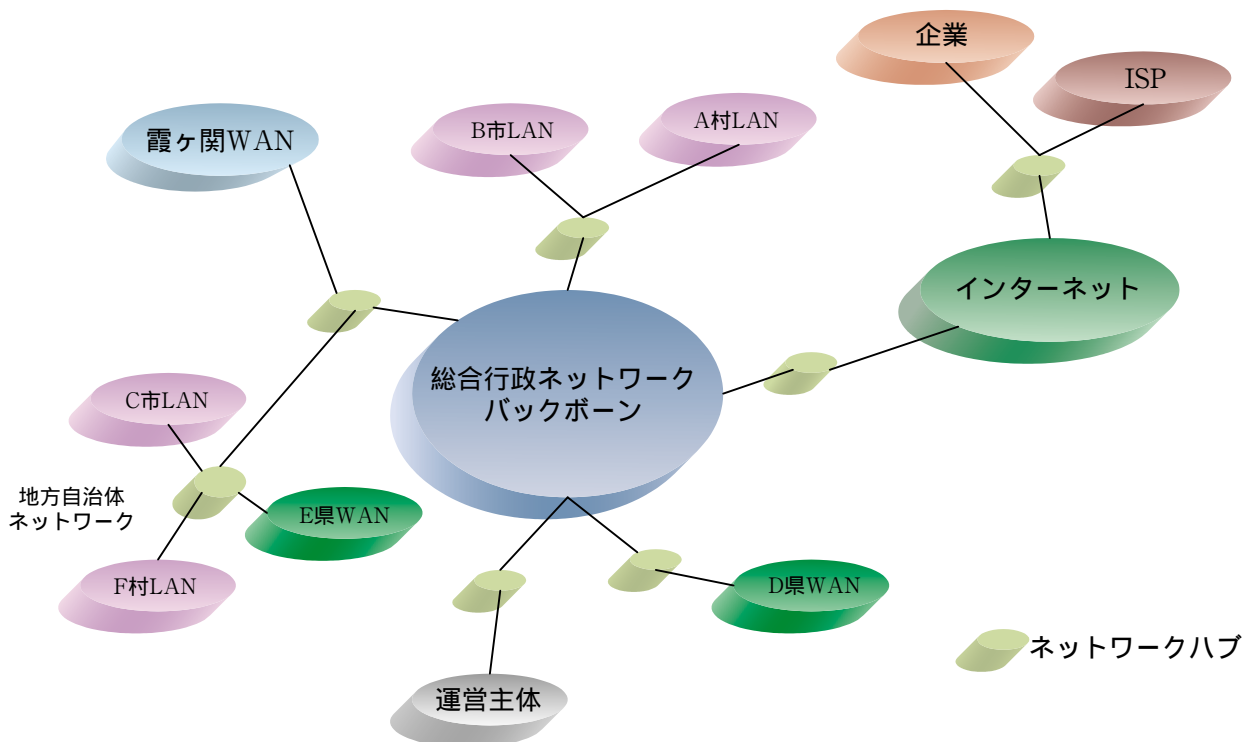 企業
ISP
霞ヶ関WAN
B市LAN
A村LAN
インターネット
総合行政ネットワーク
バックボーン
C市LAN
地方自治体
ネットワーク
E県WAN
F村LAN
D県WAN
ネットワークハブ
運営主体